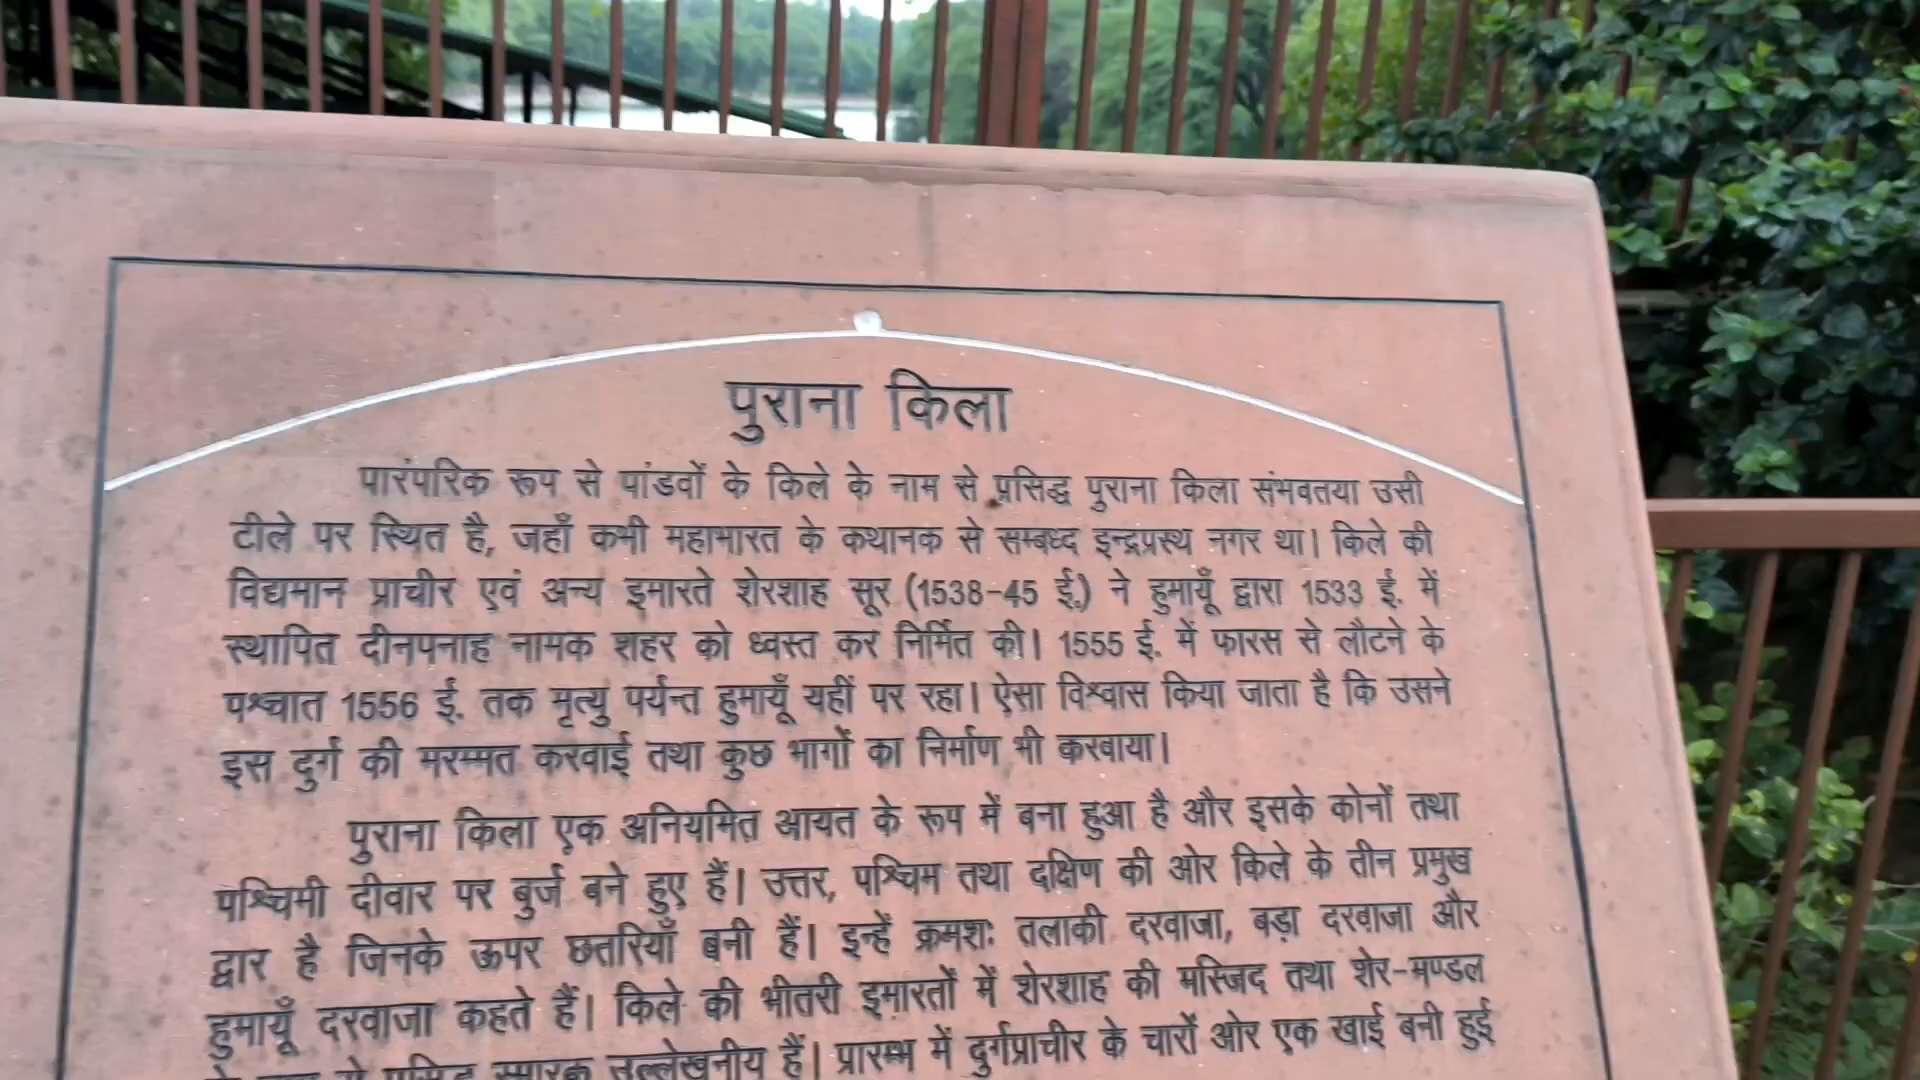 पुराना किला
पारंपरिक रूप से पांडवों के किले के नाम से प्रसिद्ध पुराना किला संभवतया उसी
टीले पर स्थित है, जहाँ कभी महाभारत के कथानक से सम्बध्द इन्द्रप्रस्थ नगर था। किले की
विद्यमान प्राचीर एवं अन्य इमारते शेरशाह सूर (1538-45 ई.) ने हुमायूँ द्वारा 1533 ई. में
स्थापित दीनपनाह नामक शहर को ध्वस्त कर निर्मित की। 1555 ई. में फारस से लौटने के
पश्चात 1556 ई. तक मृत्यु पर्यन्त हुमायूँ यहीं पर रहा। ऐसा विश्वास किया जाता है कि उसने
इस दुर्ग की मरम्मत करवाई तथा कुछ भागों का निर्माण भी करवाया।
पुराना किला एक अनियमित आयत के रूप में बना हुआ है और इसके कोनों तथा
पश्चिमी दीवार पर बुर्ज बने हुए हैं। उत्तर, पश्चिम तथा दक्षिण की ओर किले के तीन प्रमुख
द्वार है जिनके ऊपर छतरियाँ बनी हैं। इन्हें क्रमशः तलाकी दरवाजा, बड़ा दरवाजा और
हुमायूँ दरवाजा कहते हैं। किले की भीतरी इमारतों में शेरशाह की मस्जिद तथा शेर-मण्डल
के नाम से प्रसिद्ध स्मारक उल्लेखनीय हैं। प्रारम्भ में दुर्गप्राचीर के चारों ओर एक खाई बनी हुई